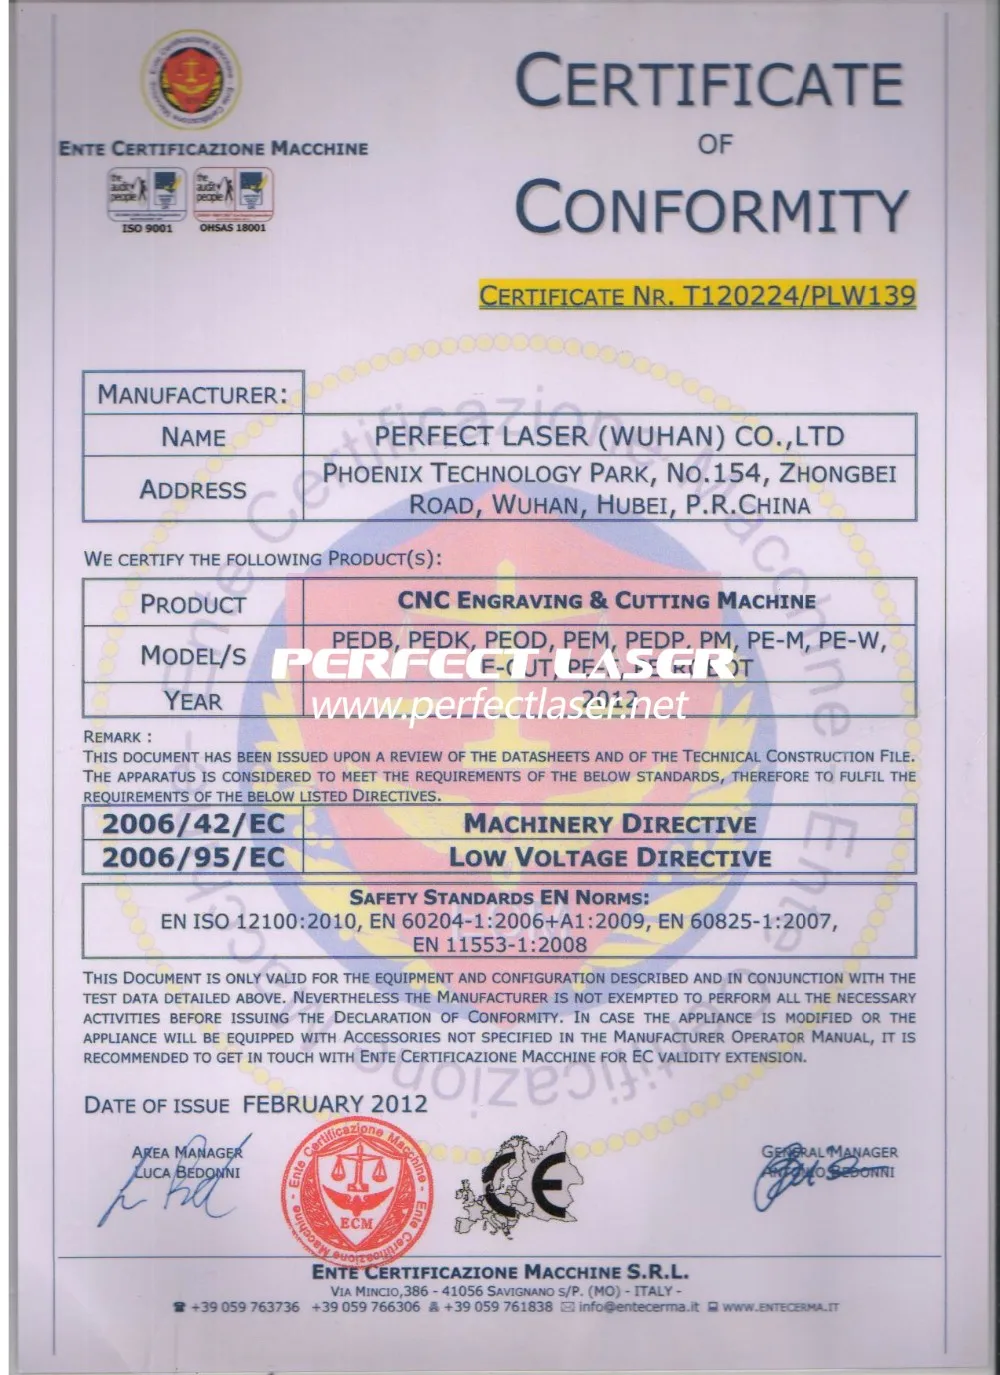 CERTIFICATE
OF
CONFORMITY
ENTE CERTIFICAZIONE MACCHINE
the audit people
the audit people
ISO 9001
OHSAS 18001
CERTIFICATE NR. T120224/PLW139
MANUFACTURER:
NAME PERFECT LASER (WUHAN) CO.,LTD
ADDRESS PHOENIX TECHNOLOGY PARK, NO.154, ZHONGBEI
ROAD, WUHAN, HUBEI, P.R.CHINA
WE CERTIFY THE FOLLOWING PRODUCT(S):
PRODUCT CNC ENGRAVING & CUTTING MACHINE
MODEL/S PEDB, PEDK, PEOD, PEM, PEDP, PM, PE-M, PE-W,
PERFECT LASER
YEAR 2012
www.perfectlaser.net
REMARK :
THIS DOCUMENT HAS BEEN ISSUED UPON A REVIEW OF THE DATASHEETS AND OF THE TECHNICAL CONSTRUCTION FILE.
THE APPARATUS IS CONSIDERED TO MEET THE REQUIREMENTS OF THE BELOW STANDARDS, THEREFORE TO FULFIL THE
REQUIREMENTS OF THE BELOW LISTED DIRECTIVES.
2006/42/EC MACHINERY DIRECTIVE
2006/95/EC LOW VOLTAGE DIRECTIVE
SAFETY STANDARDS EN NORMS:
EN ISO 12100:2010, EN 60204-1:2006+A1:2009, EN 60825-1:2007,
EN 11553-1:2008
THIS DOCUMENT IS ONLY VALID FOR THE EQUIPMENT AND CONFIGURATION DESCRIBED AND IN CONJUNCTION WITH THE
TEST DATA DETAILED ABOVE. NEVERTHELESS THE MANUFACTURER IS NOT EXEMPTED TO PERFORM ALL THE NECESSARY
ACTIVITIES BEFORE ISSUING THE DECLARATION OF CONFORMITY. IN CASE THE APPLIANCE IS MODIFIED OR THE
APPLIANCE WILL BE EQUIPPED WITH ACCESSORIES NOT SPECIFIED IN THE MANUFACTURER OPERATOR MANUAL, IT IS
RECOMMENDED TO GET IN TOUCH WITH ENTE CERTIFICAZIONE MACCHINE FOR EC VALIDITY EXTENSION.
DATE OF ISSUE FEBRUARY 2012
AREA MANAGER
LUCA BEDONNI
Ente Certificazione Macchine - Ente Certificazione Macchine -
ECM
CE
GENERAL MANAGER
ANTONIO BEDONNI
ENTE CERTIFICAZIONE MACCHINE S.R.L.
VIA MINCIO,386 - 41056 SAVIGNANO S/P. (MO) - ITALY -
+39 059 763736 +39 059 766306 +39 059 761838 info@entecerma.it WWW.ENTECERMA.IT